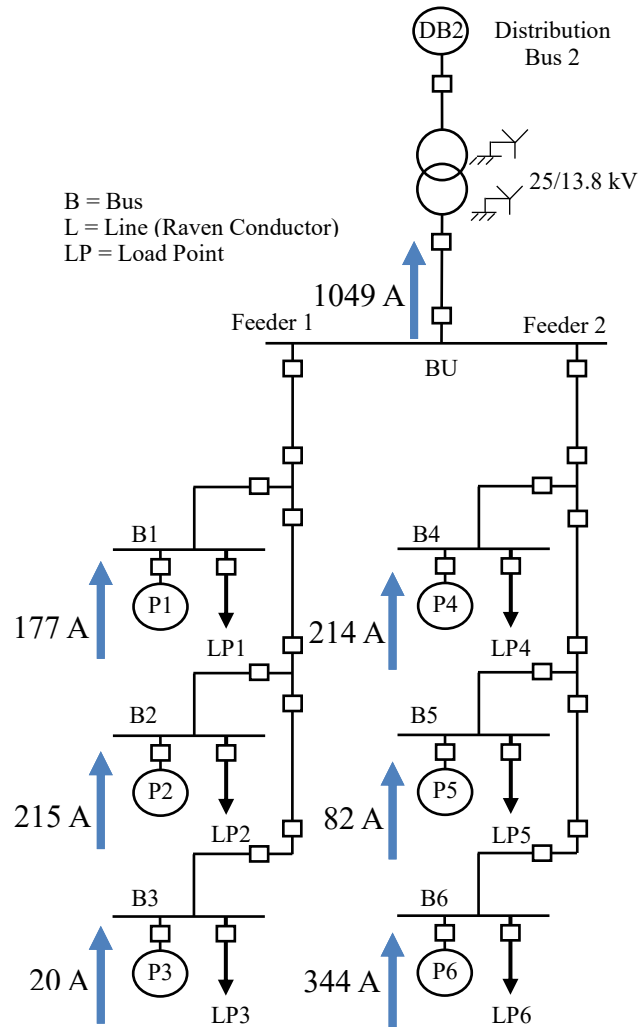 DB2
Distribution
Bus 2
25/13.8 kV
B = Bus
L = Line (Raven Conductor)
LP = Load Point
1049 A
Feeder 1
Feeder 2
BU
B1
B4
P1
P4
177 A
LP1
214 A
LP4
B2
B5
P2
P5
215 A
LP2
82 A
LP5
B3
B6
P3
P6
20 A
LP3
344 A
LP6